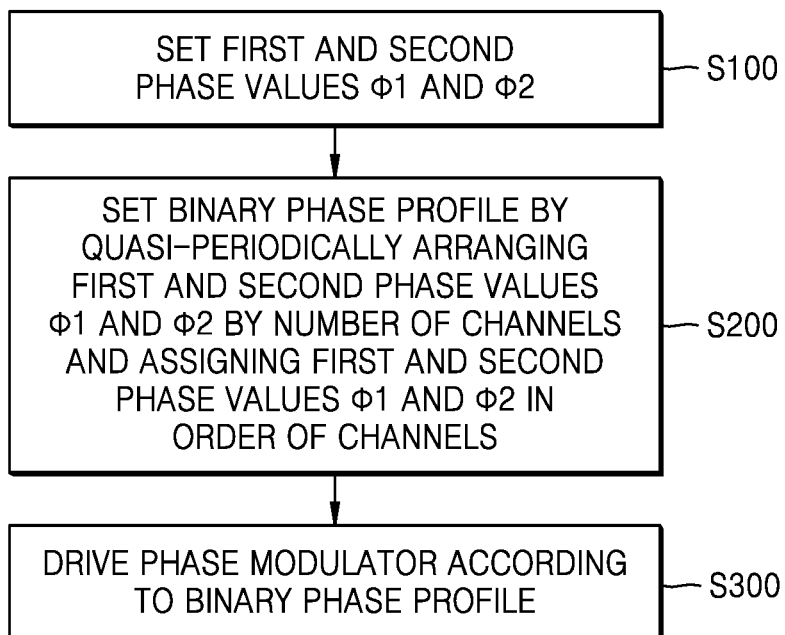 SET FIRST AND SECOND
PHASE VALUES Φ1 AND Φ2
S100
SET BINARY PHASE PROFILE BY
QUASI-PERIODICALLY ARRANGING
FIRST AND SECOND PHASE VALUES
Φ1 AND Φ2 BY NUMBER OF CHANNELS
AND ASSIGNING FIRST AND SECOND
PHASE VALUES Φ1 AND Φ2 IN
ORDER OF CHANNELS
S200
DRIVE PHASE MODULATOR ACCORDING
TO BINARY PHASE PROFILE
S300